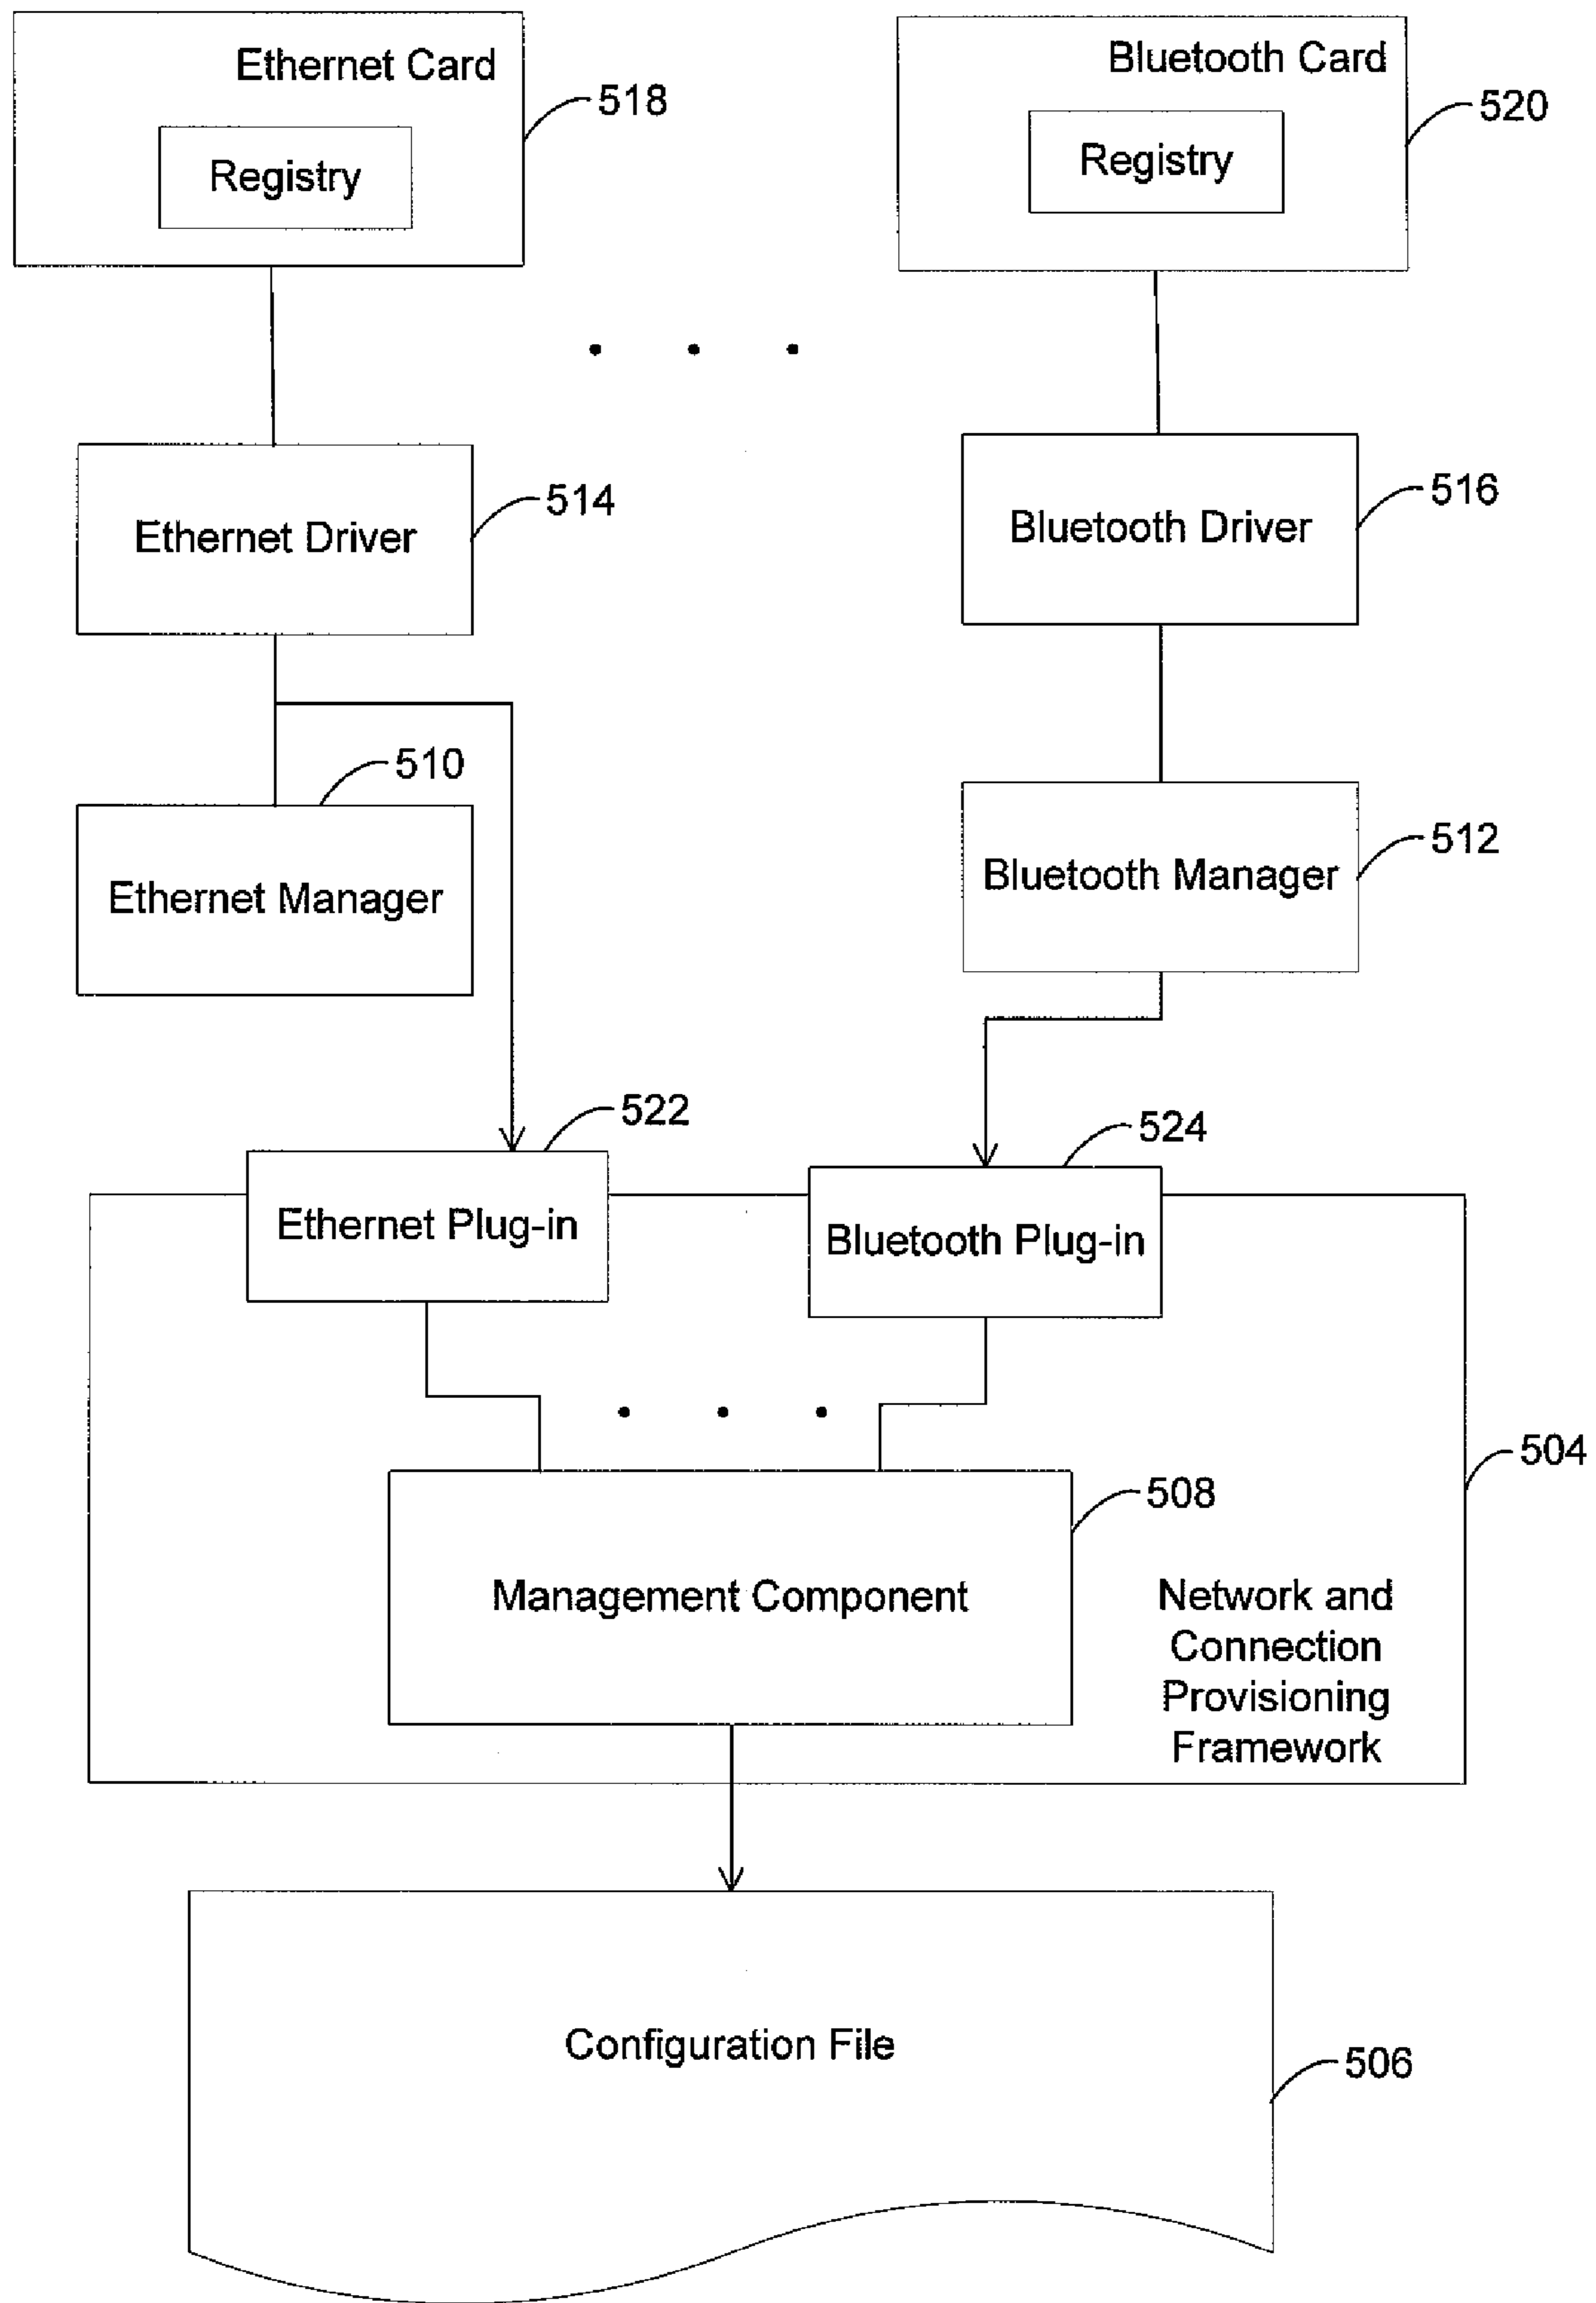 Ethernet Card
518
Registry
Bluetooth Card
520
Registry
Ethernet Driver
514
Bluetooth Driver
516
510
Ethernet Manager
Bluetooth Manager
512
522
Ethernet Plug-in
524
Bluetooth Plug-in
504
508
Management Component
Network and
Connection
Provisioning
Framework
Configuration File
506